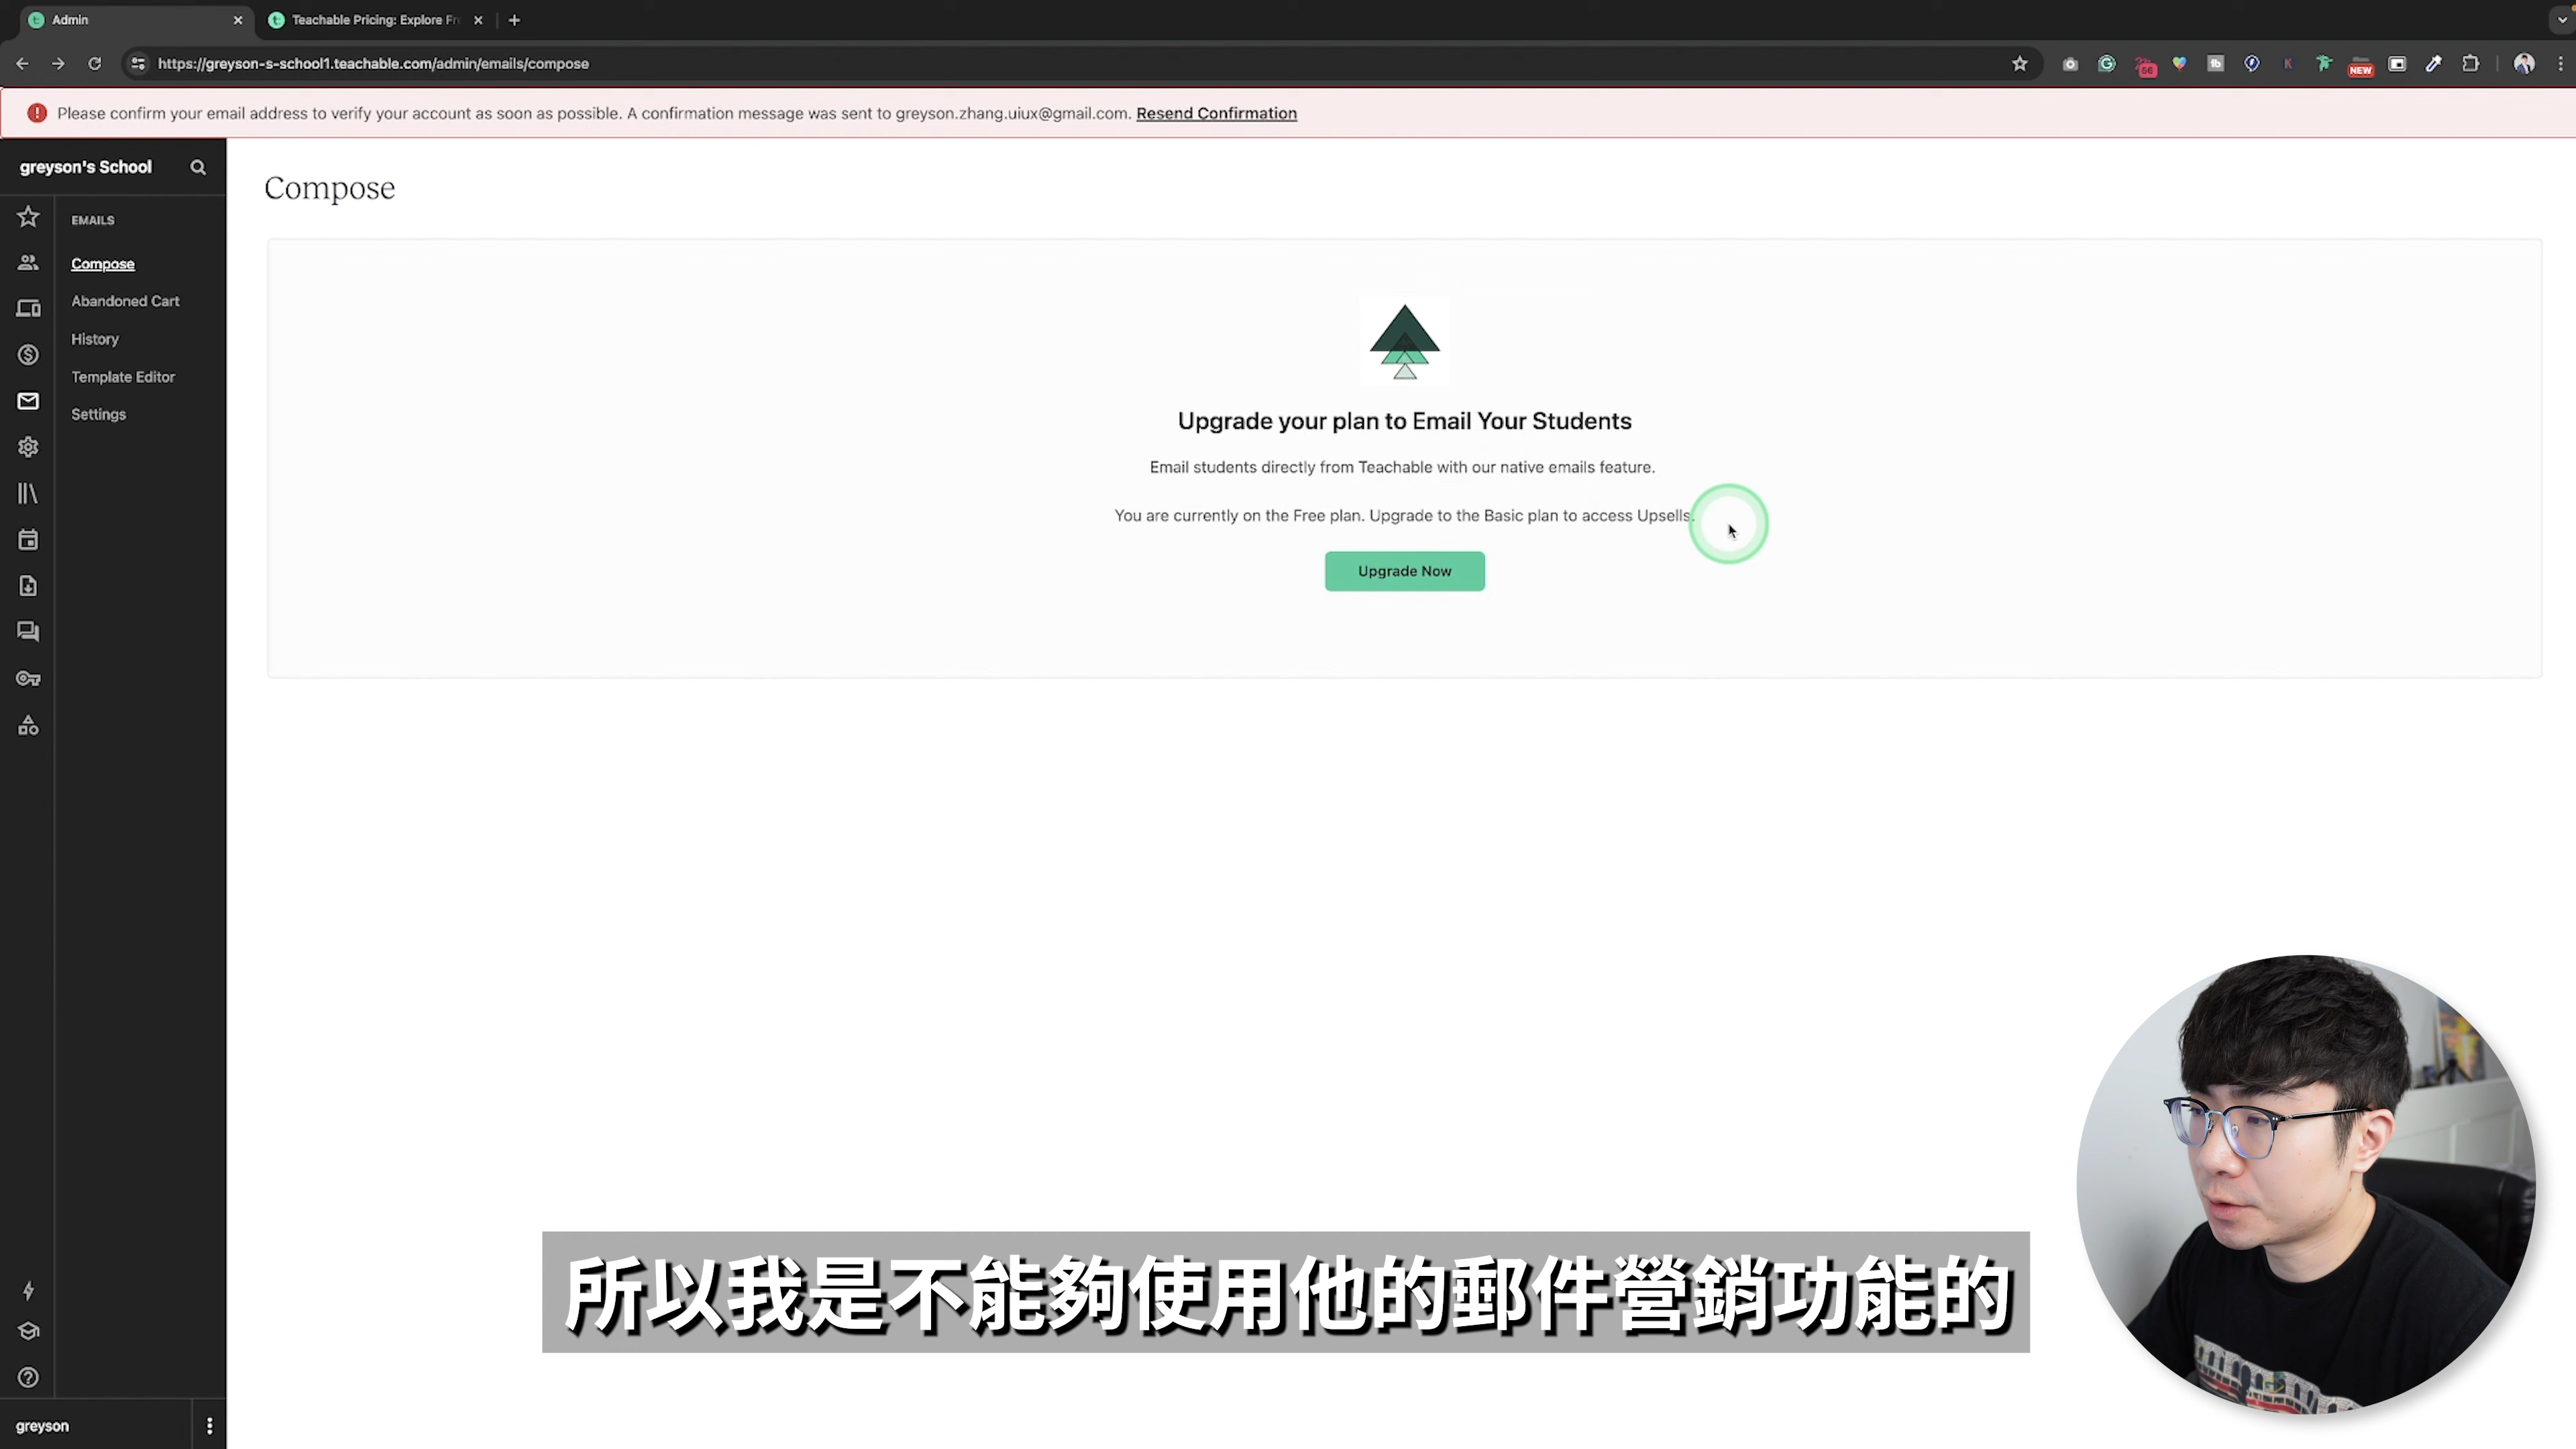 Admin
Teachable Pricing: Explore Fr
https://greyson-s-school1.teachable.com/admin/emails/compose
56
NEW
Please confirm your email address to verify your account as soon as possible. A confirmation message was sent to greyson.zhang.uiux@gmail.com. Resend Confirmation
greyson's School
EMAILS
Compose
Abandoned Cart
History
Template Editor
Settings
Compose
Upgrade your plan to Email Your Students
Email students directly from Teachable with our native emails feature.
You are currently on the Free plan. Upgrade to the Basic plan to access Upsells.
Upgrade Now
所以我是不能夠使用他的郵件營銷功能的
greyson